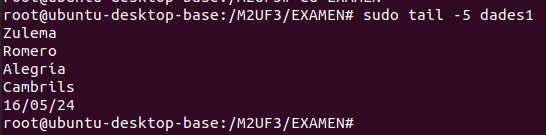 root@ubuntu-desktop-base:/M2UF3/EXAMEN# sudo tail -5 dades1
Zulema
Romero
Alegría
Cambrils
16/05/24
root@ubuntu-desktop-base:/M2UF3/EXAMEN#